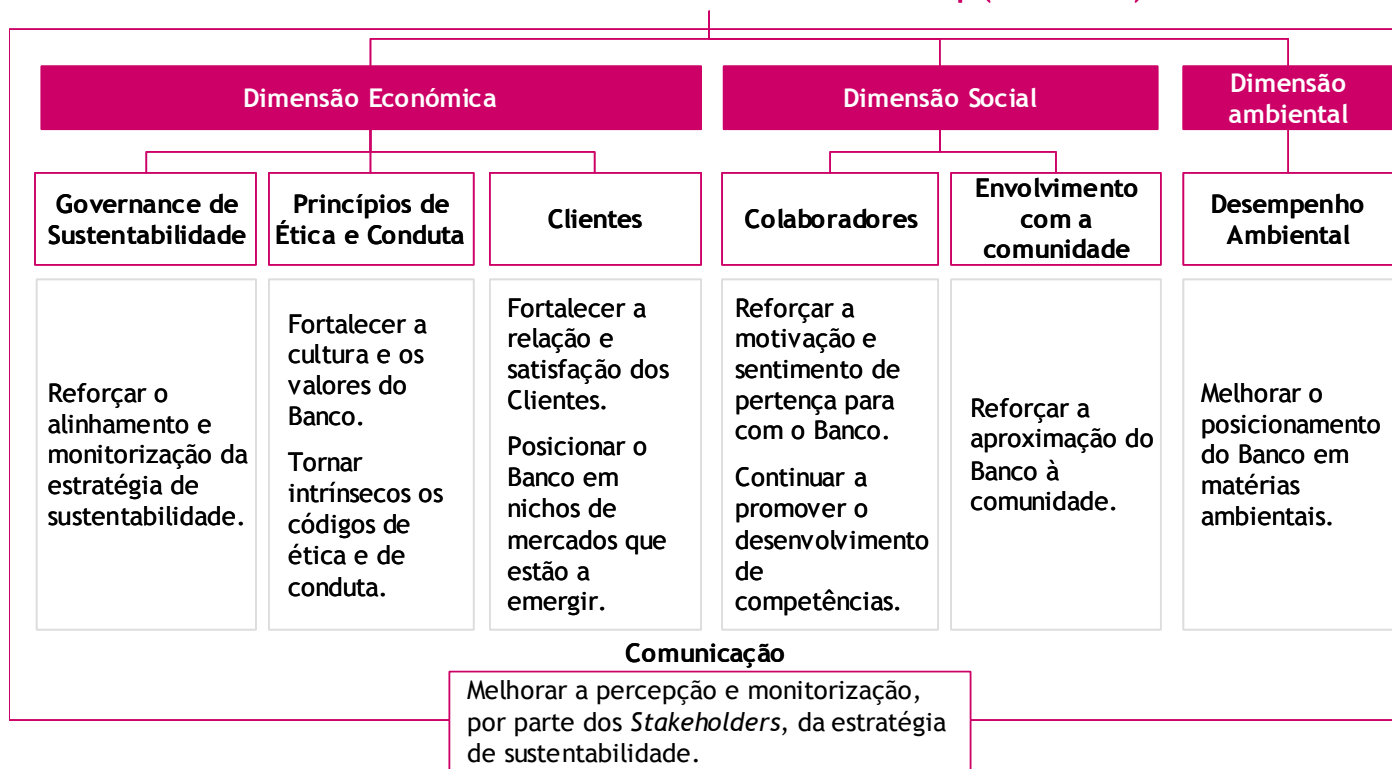 Dimensão Económica
Dimensão Social
Dimensão
ambiental
Governance de
Sustentabilidade
Princípios de
Ética e Conduta
Clientes
Colaboradores
Envolvimento
com a
comunidade
Desempenho
Ambiental
Reforçar o
alinhamento e
monitorização da
estratégia de
sustentabilidade.
Fortalecer a
cultura e os
valores do
Banco.
Tornar
intrínsecos os
códigos de
ética e de
conduta.
Fortalecer a
relação e
satisfação dos
Clientes.
Posicionar o
Banco em
nichos de
mercados que
estão a
emergir.
Reforçar a
motivação e
sentimento de
pertença para
com o Banco.
Continuar a
promover o
desenvolvimento
de
competências.
Reforçar a
aproximação do
Banco à
comunidade.
Melhorar o
posicionamento
do Banco em
matérias
ambientais.
Comunicação
Melhorar a percepção e monitorização,
por parte dos Stakeholders, da estratégia
de sustentabilidade.